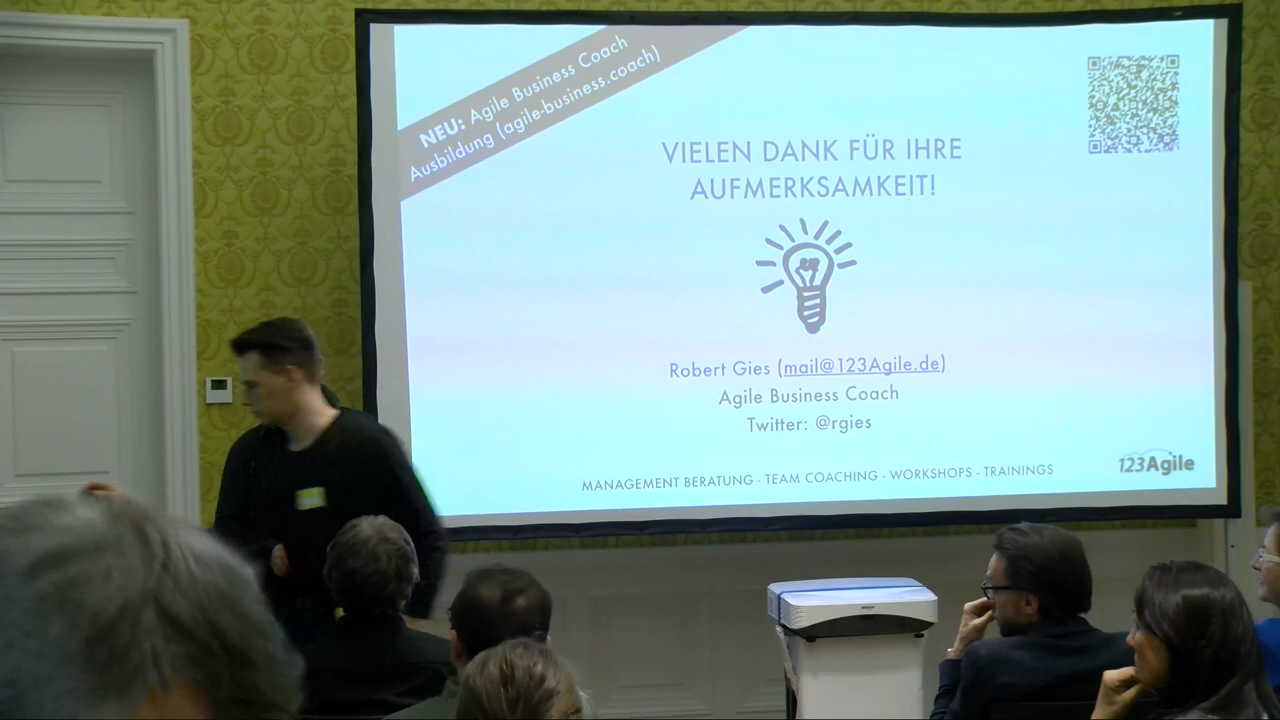 NEU: Agile Business Coach
Ausbildung (agile-business.coach)
VIELEN DANK FÜR IHRE
AUFMERKSAMKEIT!
Robert Gies (mail@123Agile.de)
Agile Business Coach
Twitter: @rgies
MANAGEMENT BERATUNG - TEAM COACHING - WORKSHOPS - TRAININGS
123Agile